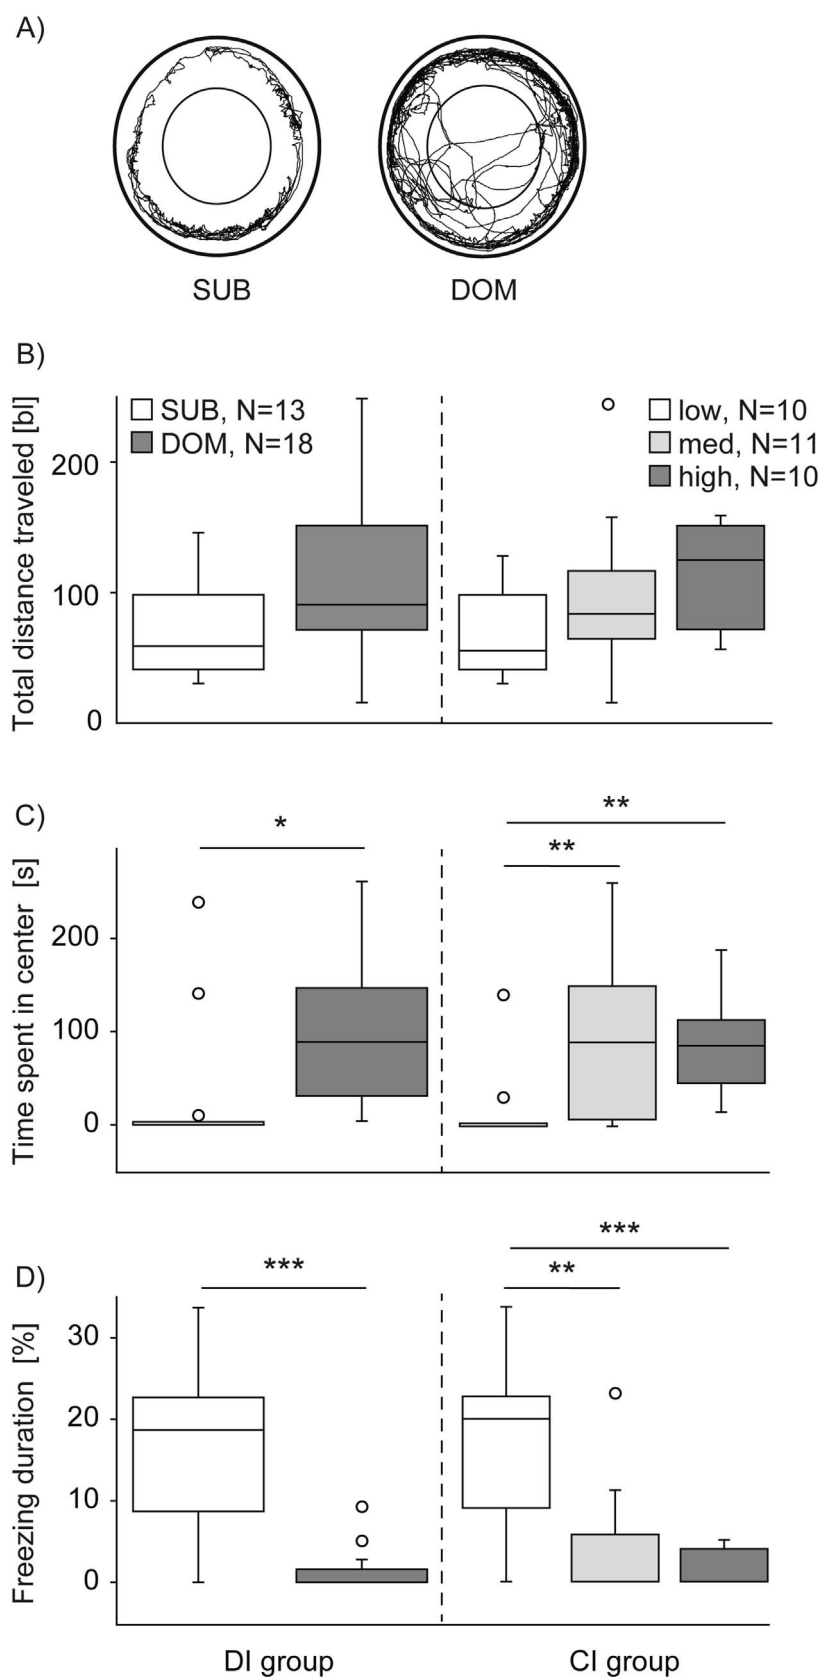 A)
SUB
DOM
B)
Total distance traveled [bl]
200
100
0
SUB, N=13
DOM, N=18
low, N=10
med, N=11
high, N=10
C)
Time spent in center [s]
200
100
0
*
**
**
D)
Freezing duration [%]
30
20
10
0
***
***
**
DI group
CI group